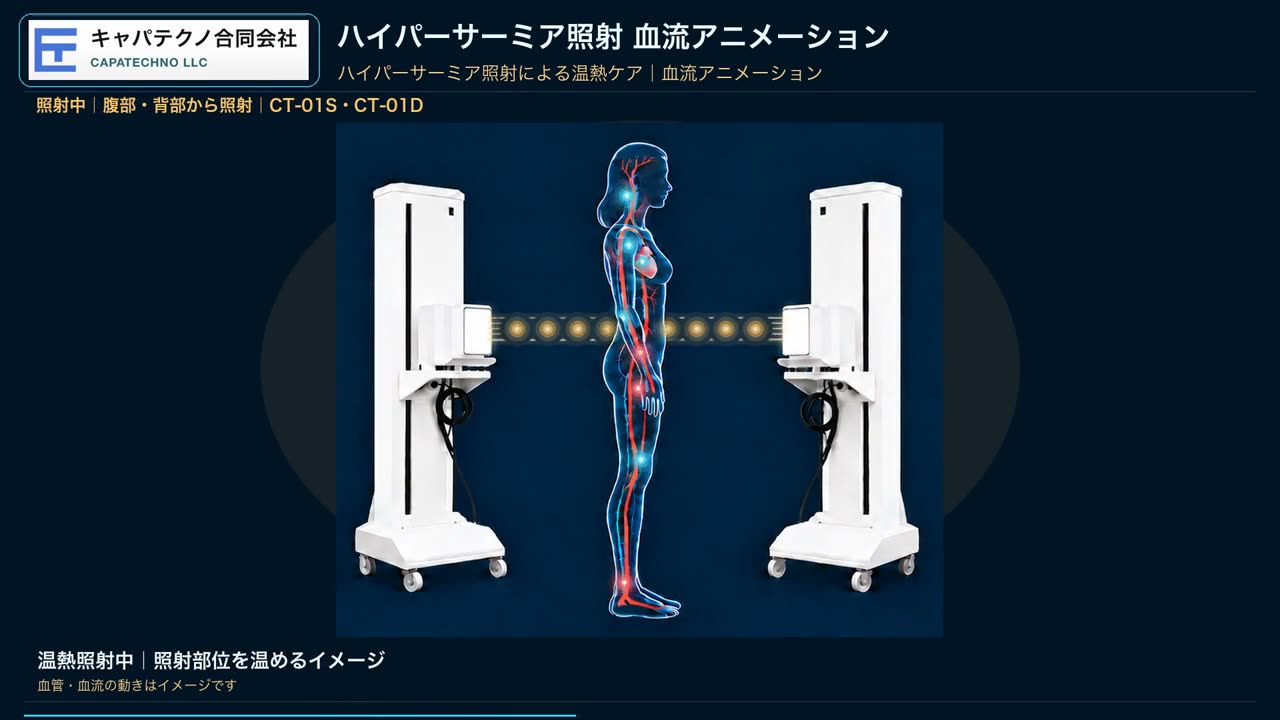 キャパテクノ合同会社
CAPATECHNO LLC
ハイパーサーミア照射 血流アニメーション
ハイパーサーミア照射による温熱ケア｜血流アニメーション
照射中｜腹部・背部から照射｜CT-01S・CT-01D
温熱照射中｜照射部位を温めるイメージ
血管・血流の動きはイメージです